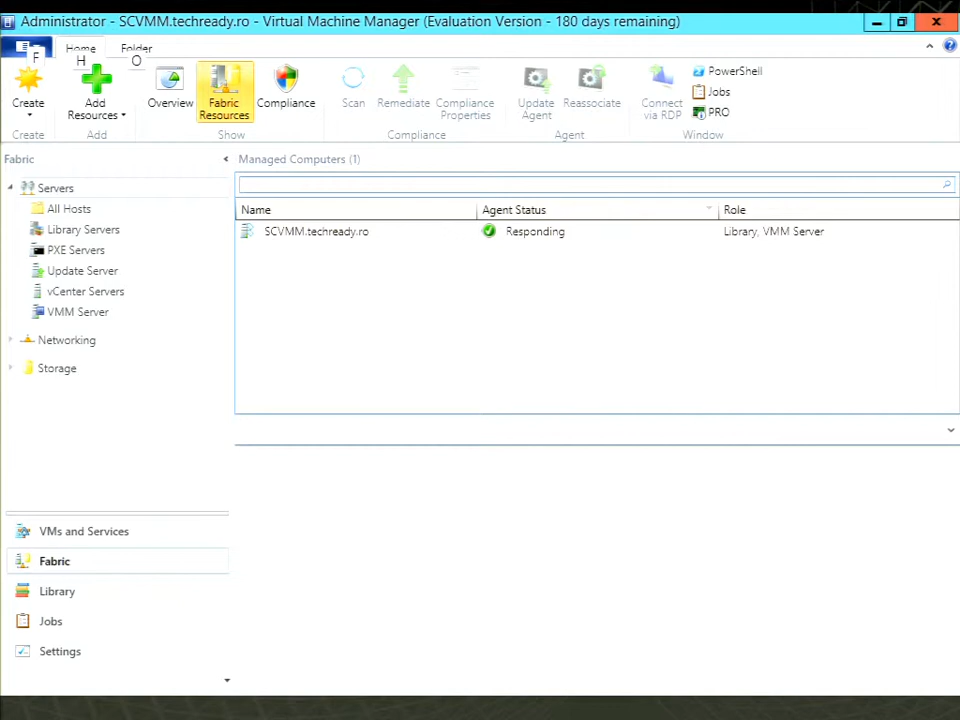 Administrator - SCVMM.techready.ro - Virtual Machine Manager (Evaluation Version - 180 days remaining)
F
Home
H
Folder
O
Create
Add Resources
Overview
Fabric Resources
Compliance
Scan
Remediate
Compliance Properties
Update Agent
Reassociate
Connect via RDP
PowerShell
Jobs
PRO
Create
Add
Show
Compliance
Agent
Window
Fabric
Managed Computers (1)
Servers
All Hosts
Library Servers
PXE Servers
Update Server
vCenter Servers
VMM Server
Networking
Storage
Name
Agent Status
Role
SCVMM.techready.ro
Responding
Library, VMM Server
VMs and Services
Fabric
Library
Jobs
Settings